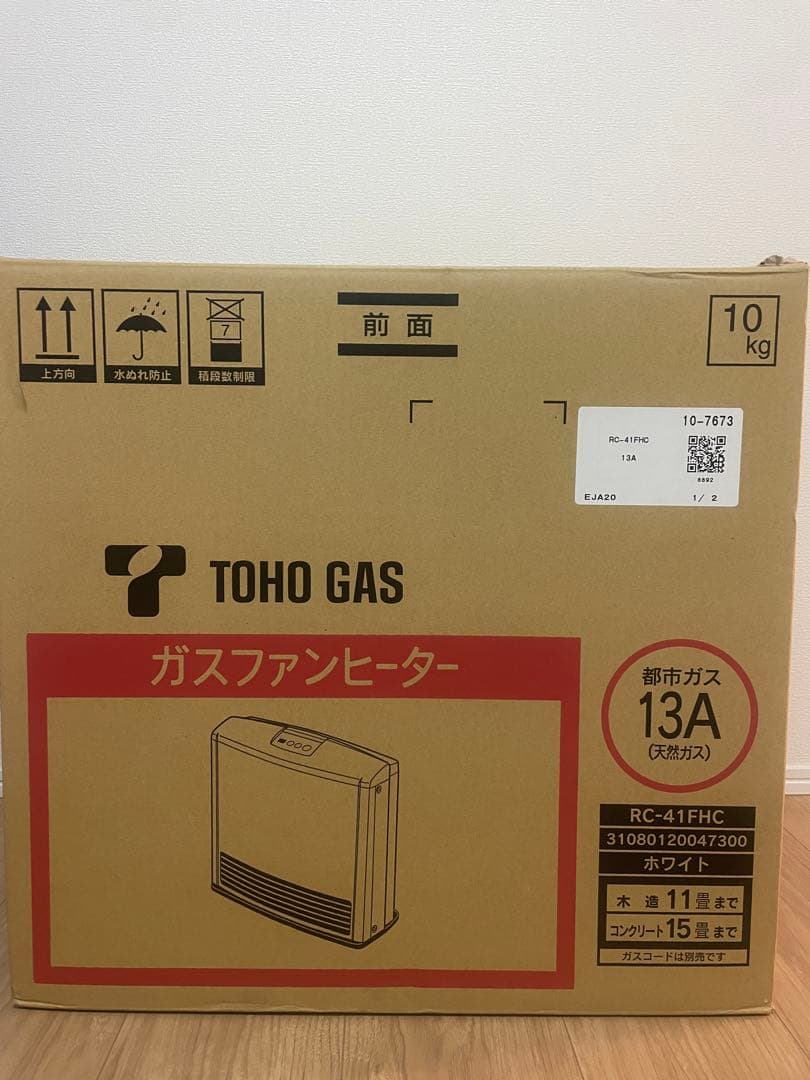 上方向
水ぬれ防止
7
積段数制限
前面
10
kg
10-7673
RC-41FHC
13A
8892
EJA20
1/ 2
TOHO GAS
ガスファンヒーター
都市ガス
13A
(天然ガス)
RC-41FHC
31080120047300
ホワイト
木造 11畳まで
コンクリート 15畳まで
ガスコードは別売です